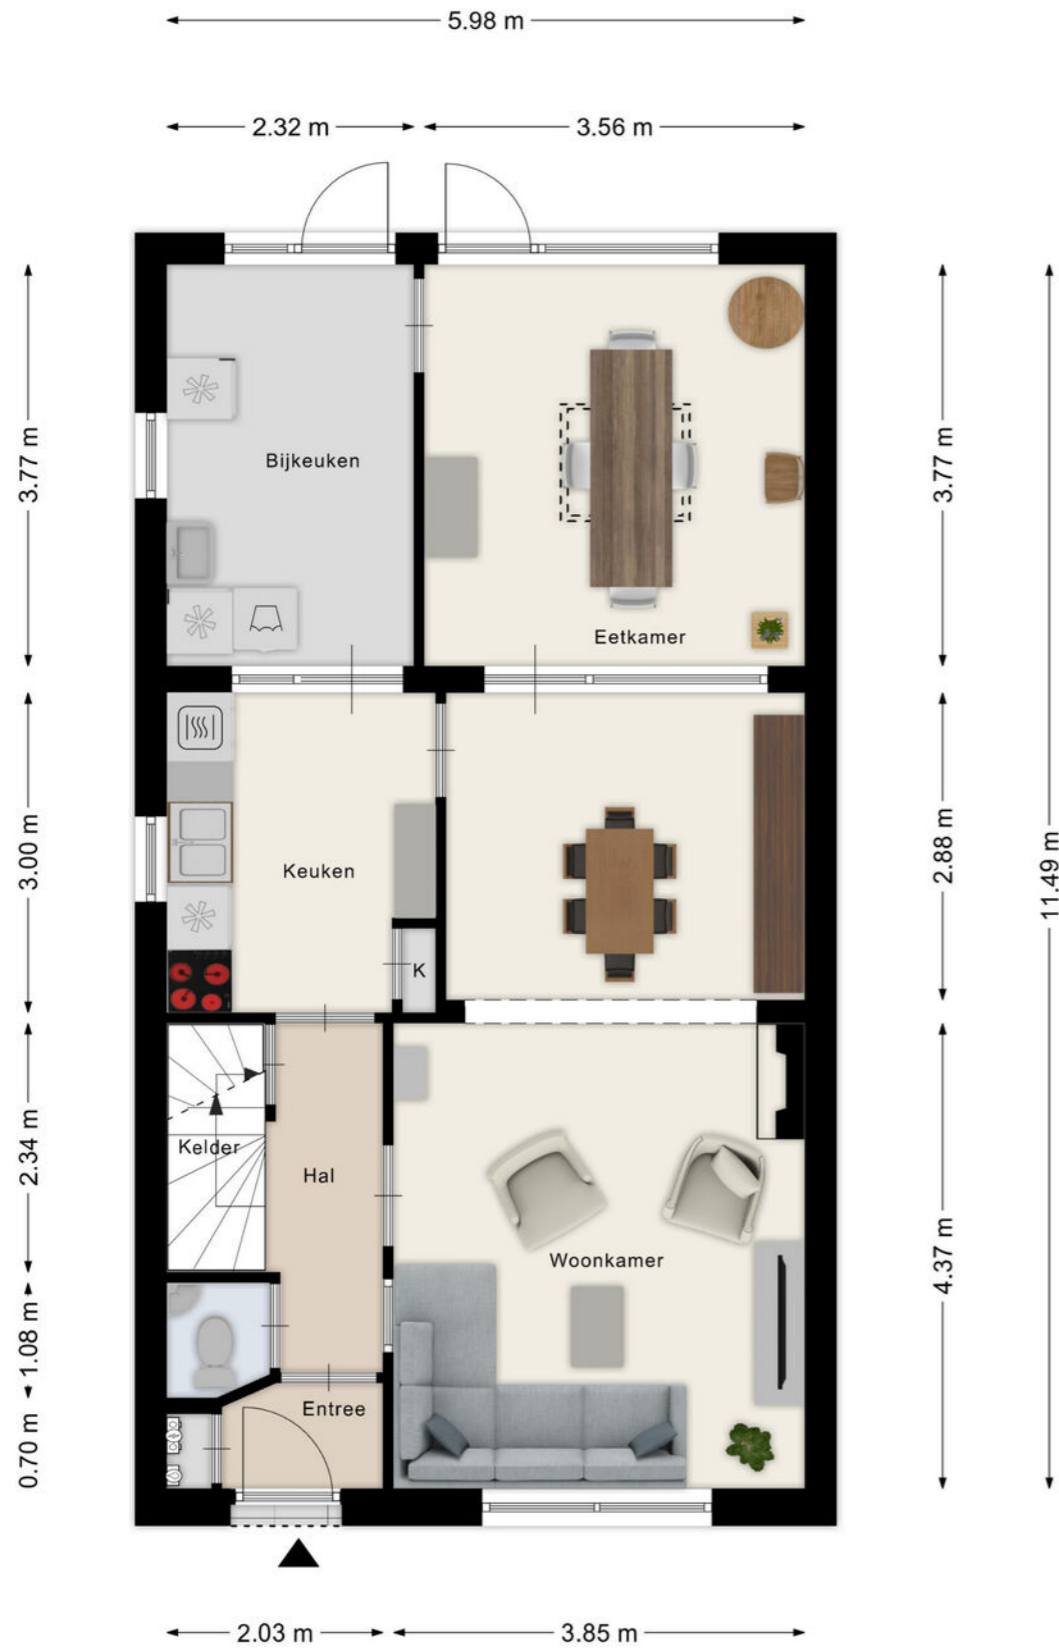 5.98 m
2.32 m
3.56 m
3.77 m
Bijkeuken
3.77 m
Eetkamer
3.00 m
Keuken
2.88 m
11.49 m
K
2.34 m
Kelder
Hal
Woonkamer
4.37 m
1.08 m
Entree
0.70 m
2.03 m
3.85 m